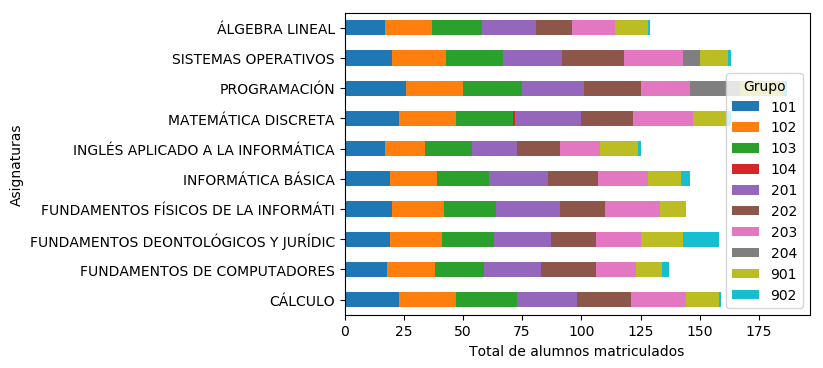 ÁLGEBRA LINEAL
SISTEMAS OPERATIVOS
PROGRAMACIÓN
MATEMÁTICA DISCRETA
INGLÉS APLICADO A LA INFORMÁTICA
INFORMÁTICA BÁSICA
FUNDAMENTOS FÍSICOS DE LA INFORMÁTI
FUNDAMENTOS DEONTOLÓGICOS Y JURÍDIC
FUNDAMENTOS DE COMPUTADORES
CÁLCULO
Asignaturas
0 25 50 75 100 125 150 175
Total de alumnos matriculados
Grupo
101
102
103
104
201
202
203
204
901
902